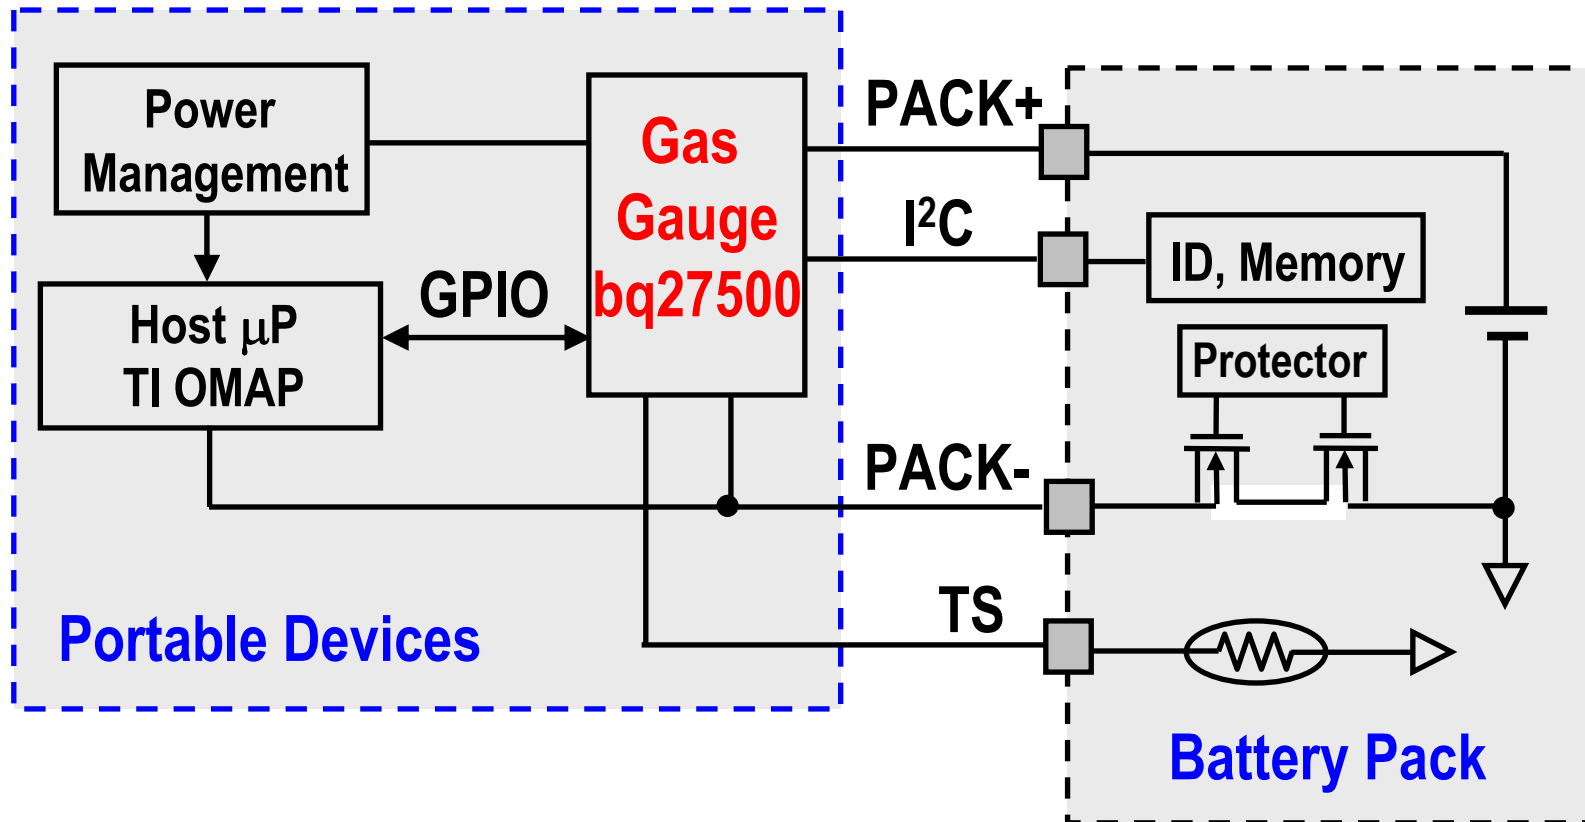 Power
Management
Gas
Gauge
bq27500
Host μP
TI OMAP
GPIO
PACK+
I²C
PACK-
TS
ID, Memory
Protector
Portable Devices
Battery Pack